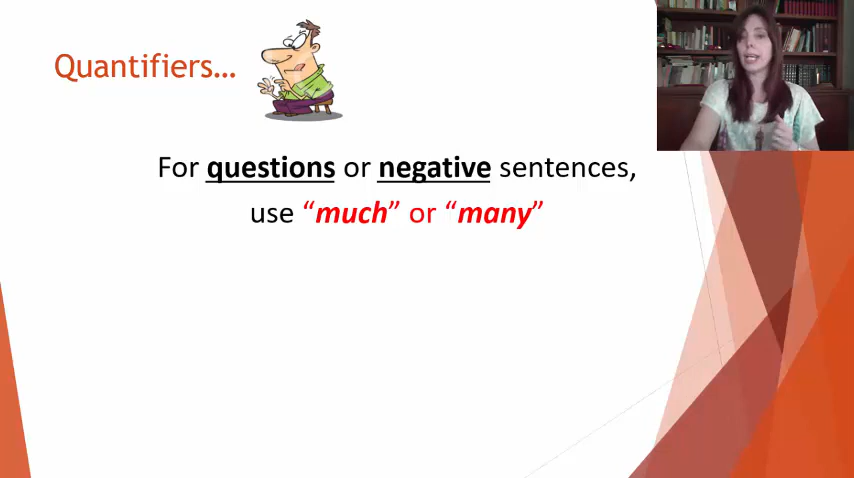 Quantifiers…
For questions or negative sentences,
use “much” or “many”